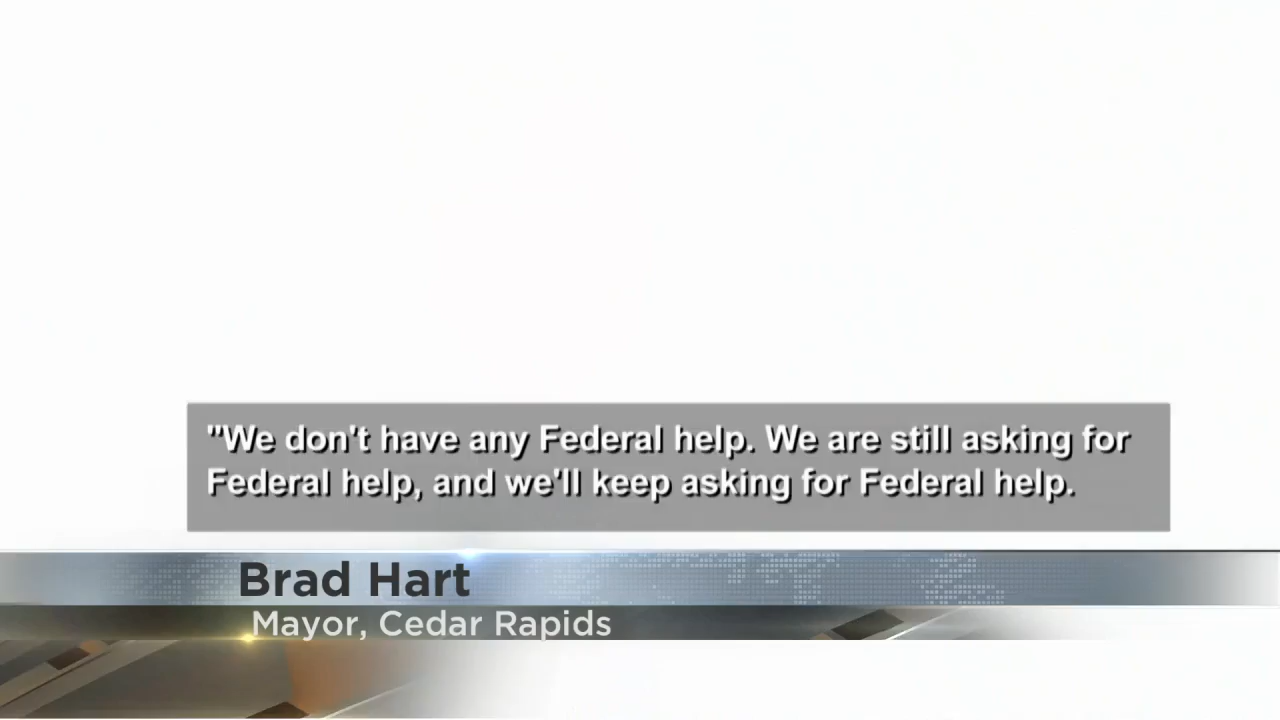 "We don't have any Federal help. We are still asking for
Federal help, and we'll keep asking for Federal help.
Brad Hart
Mayor, Cedar Rapids